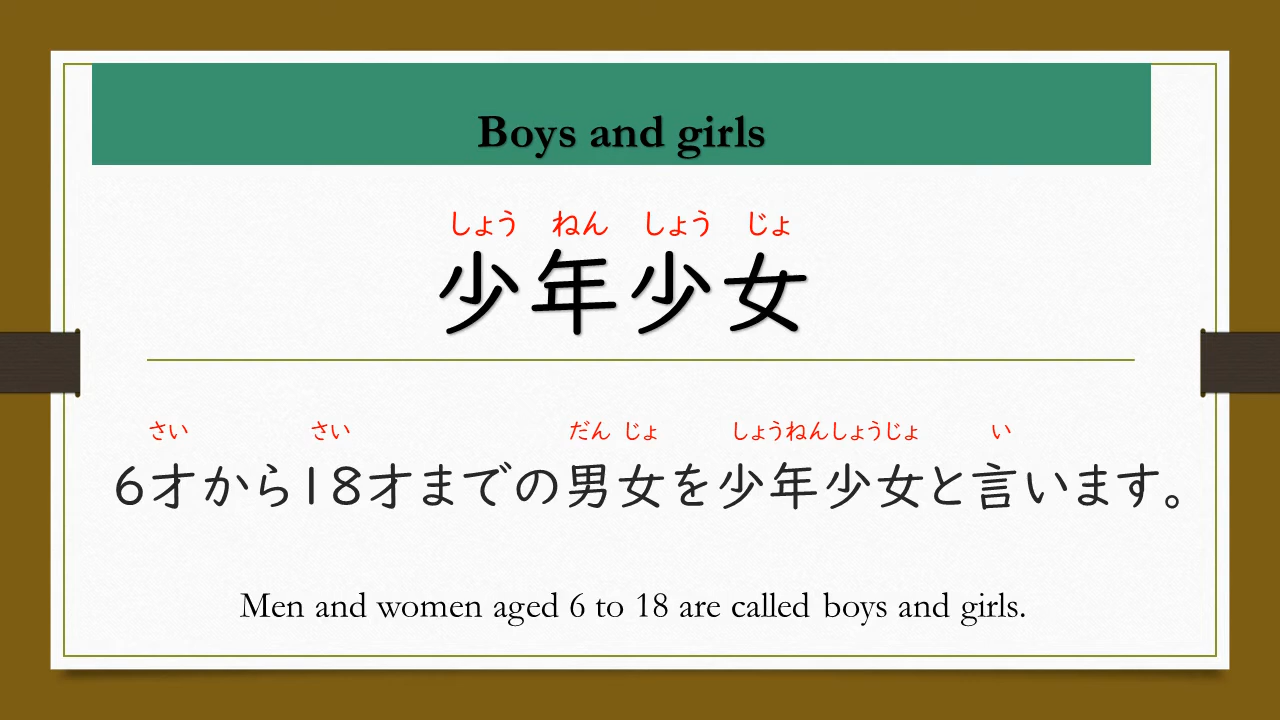 Boys and girls
しょう ねん しょう じょ
少年少女
さい さい だん じょ しょうねんしょうじょ い
6才から18才までの男女を少年少女と言います。
Men and women aged 6 to 18 are called boys and girls.